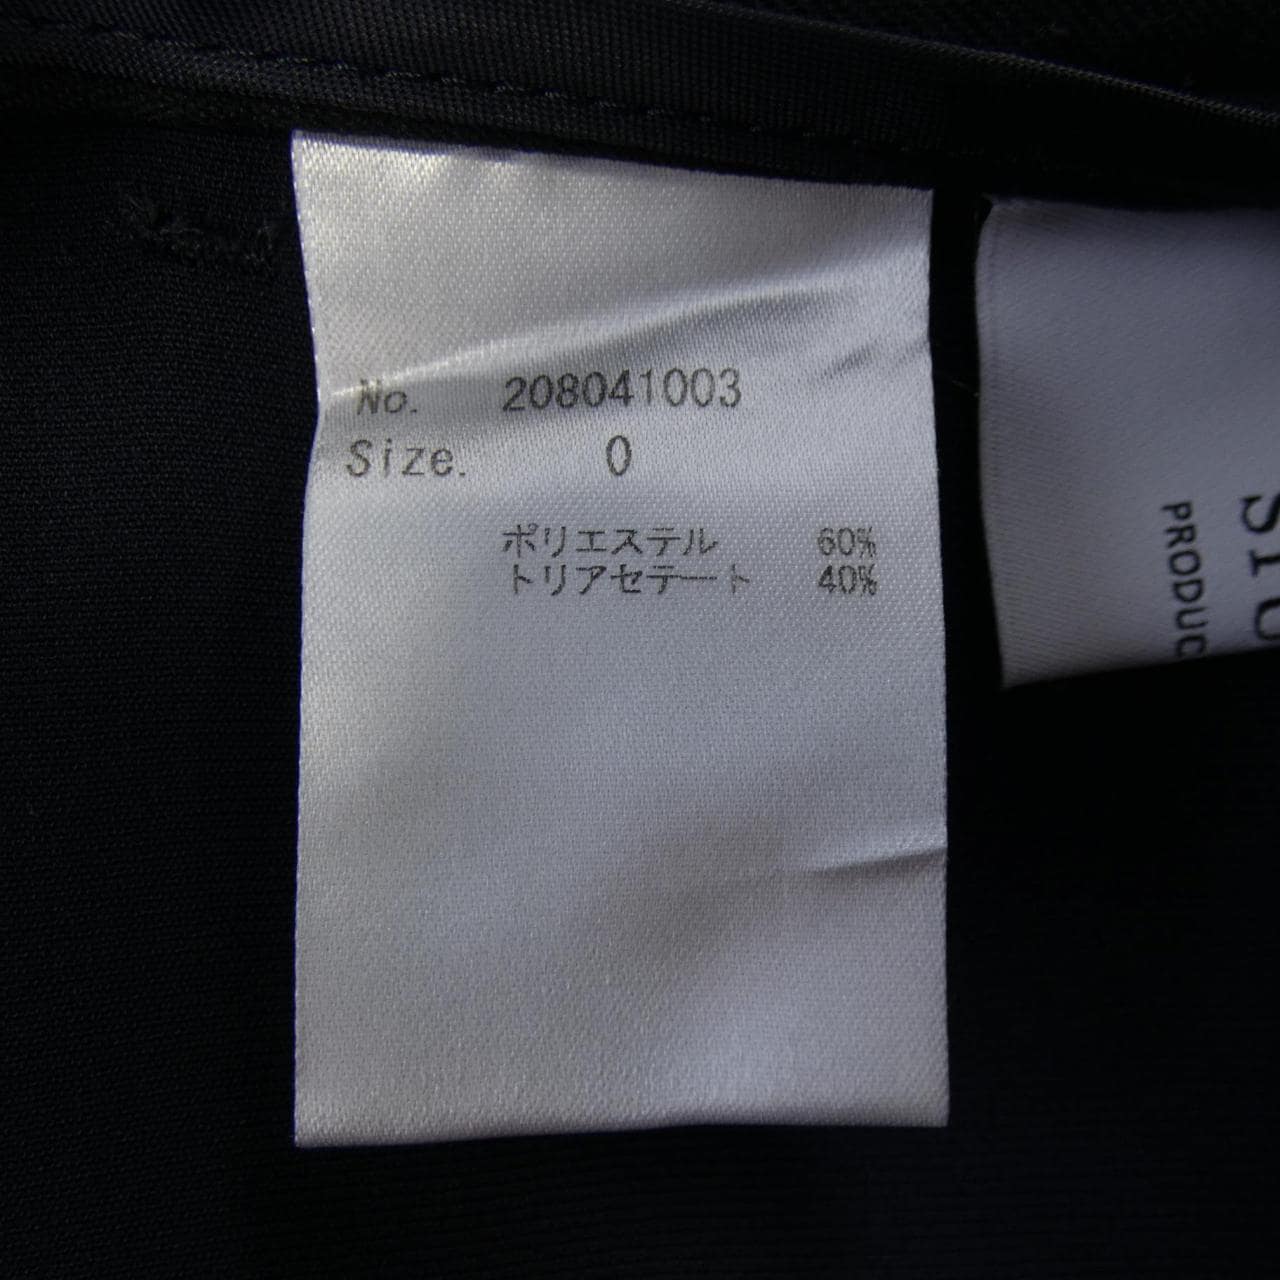 No. 208041003
Size. 0
ポリエステル 60%
トリアセテート 40%